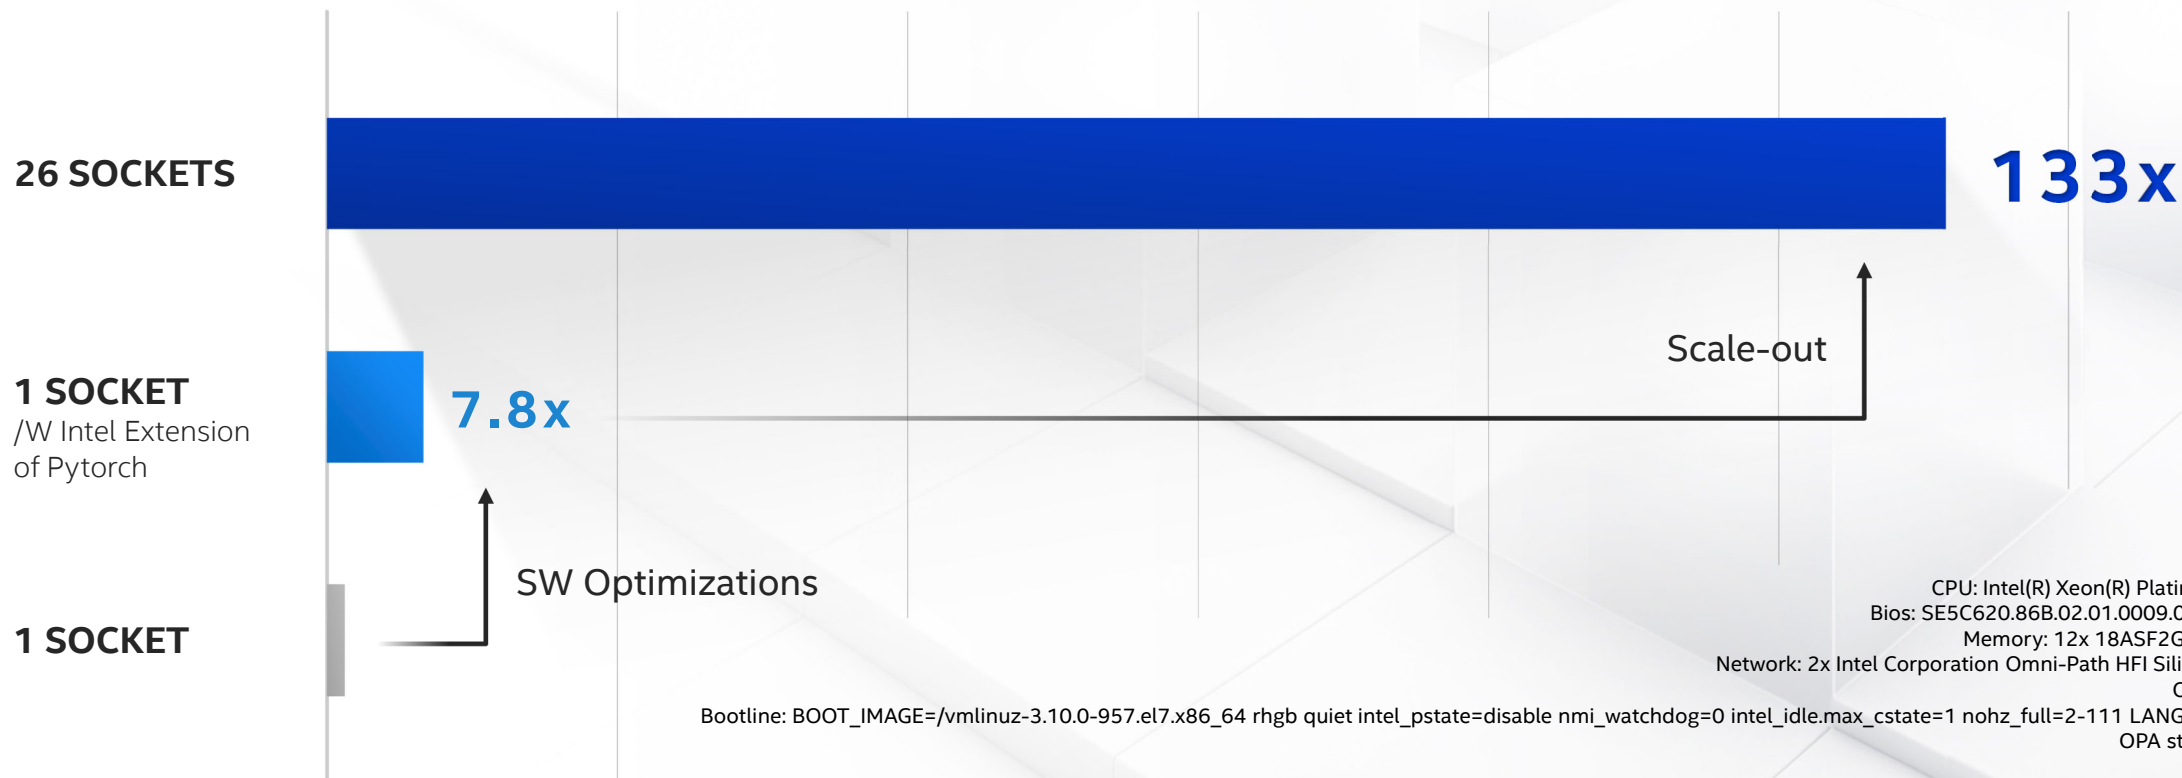 26 SOCKETS
133x
Scale-out
1 SOCKET
/W Intel Extension
of Pytorch
7.8x
SW Optimizations
1 SOCKET
CPU: Intel(R) Xeon(R)
Bios:
Memory: 12x
Network: 2x Intel Corporation Omni-Path HFI
Bootline: BOOT_IMAGE=/vmlinuz-3.10.0-957.el7.x86_64 rhgb quiet intel_pstate=disable nmi_watchdog=0 intel_idle.max_cstate=1 nohz_full=2-111
OPA